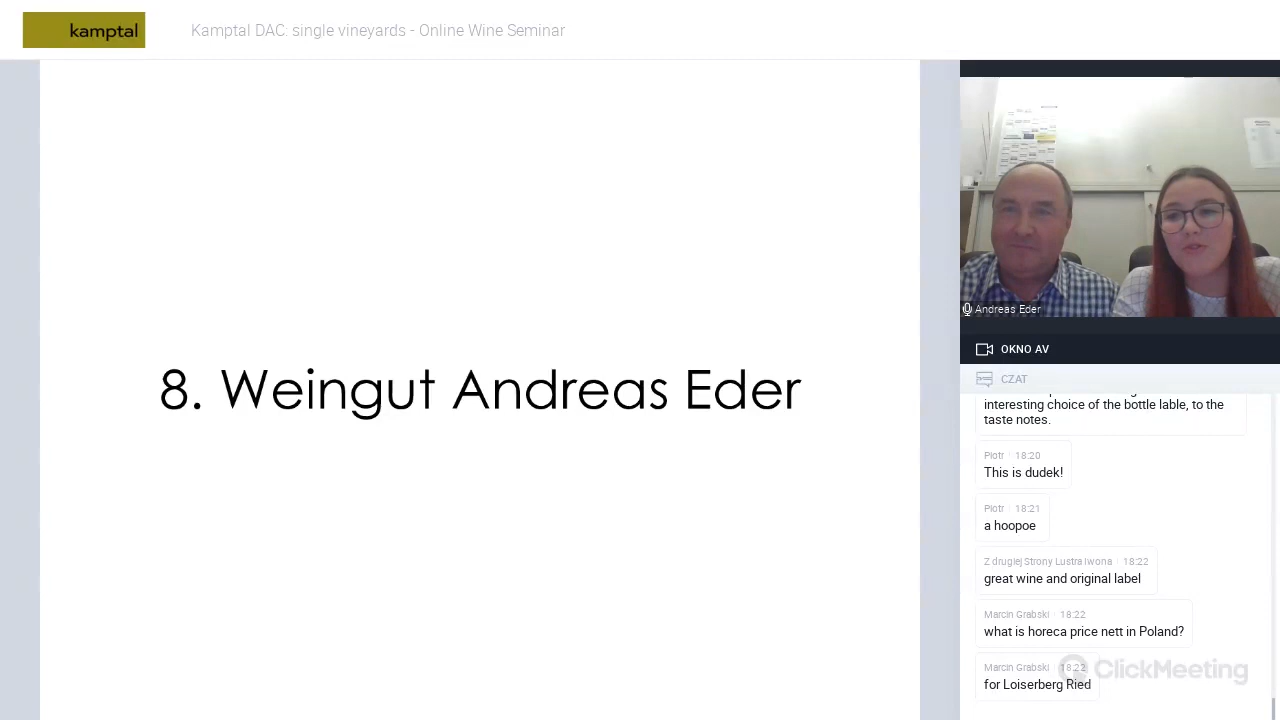 kamptal
Kamptal DAC: single vineyards - Online Wine Seminar
8. Weingut Andreas Eder
Andreas Eder
OKNO AV
CZAT
interesting choice of the bottle lable, to the
taste notes.
Piotr 18:20
This is dudek!
Piotr 18:21
a hoopoe
Z drugiej Strony Lustra Iwona 18:22
great wine and original label
Marcin Grabski 18:22
what is horeca price nett in Poland?
Marcin Grabski 18:22
for Loiserberg Ried
ClickMeeting